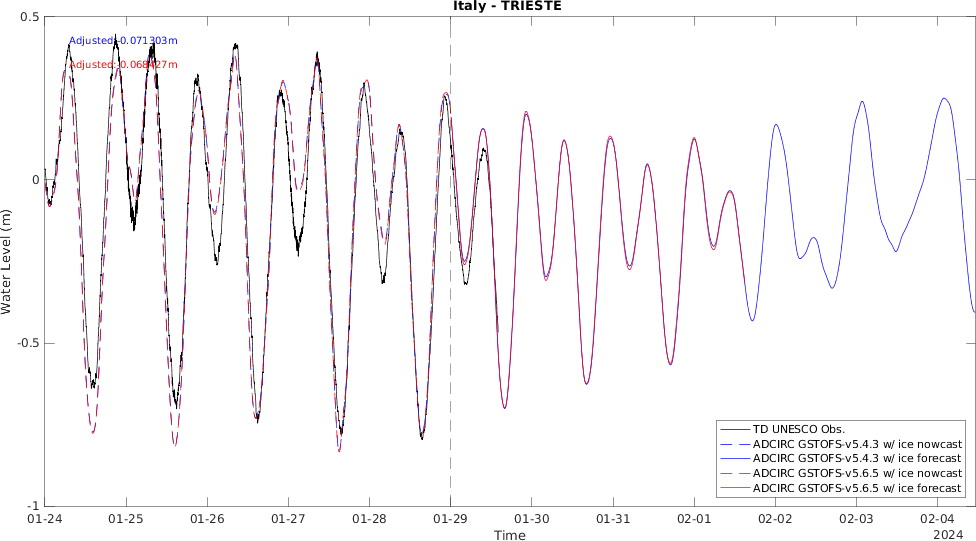 Italy - TRIESTE
0.5
Adjusted:-0.071303m
Adjusted:-0.068427m
0
Water Level (m)
-0.5
TD UNESCO Obs.
ADCIRC GSTOFS-v5.4.3 w/ ice nowcast
ADCIRC GSTOFS-v5.4.3 w/ ice forecast
ADCIRC GSTOFS-v5.6.5 w/ ice nowcast
ADCIRC GSTOFS-v5.6.5 w/ ice forecast
-1
01-24 01-25 01-26 01-27 01-28 01-29 01-30 01-31 02-01 02-02 02-03 02-04
Time
2024